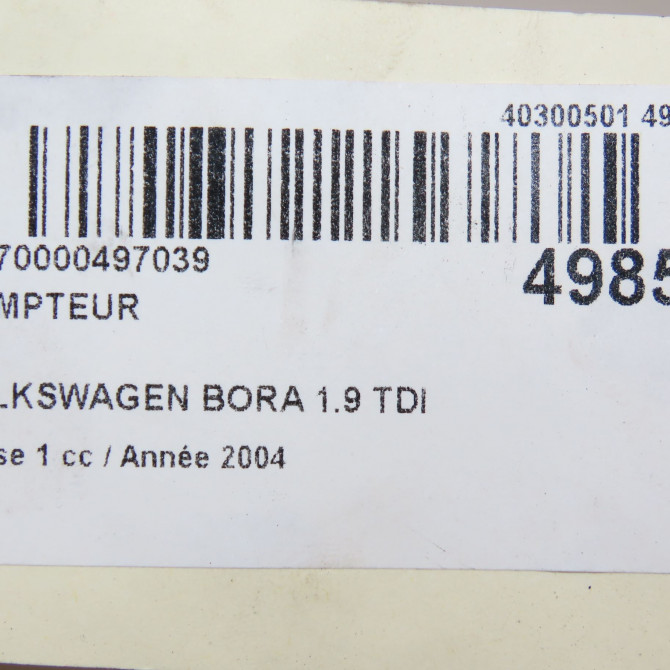 40300501 49
70000497039
4985
MPTEUR
LKSWAGEN BORA 1.9 TDI
se 1 cc / Année 2004